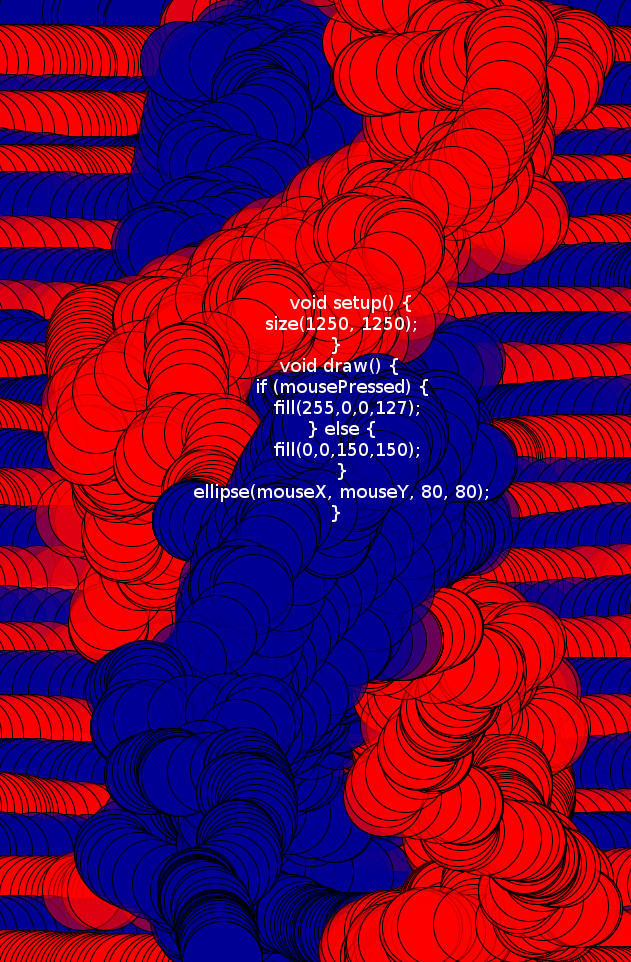 void setup() {
size(1250, 1250);
}
void draw() {
if (mousePressed) {
fill(255,0,0,127);
} else {
fill(0,0,150,150);
}
ellipse(mouseX, mouseY, 80, 80);
}